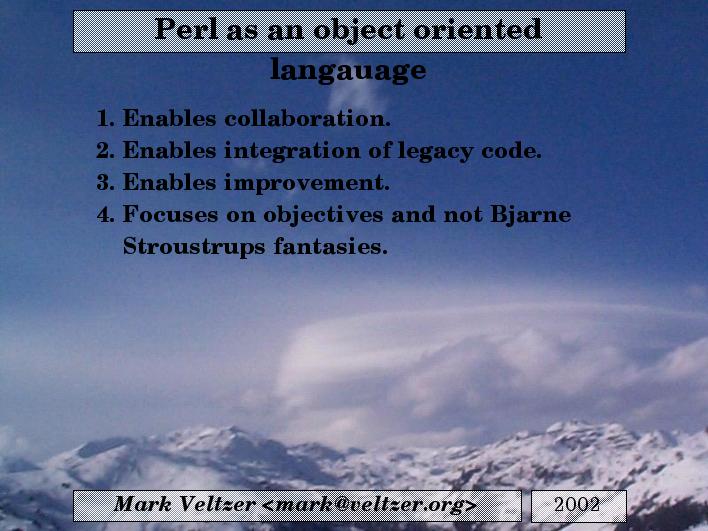 Perl as an object oriented
langauage
1. Enables collaboration.
2. Enables integration of legacy code.
3. Enables improvement.
4. Focuses on objectives and not Bjarne
Stroustrups fantasies.
Mark Veltzer <mark@veltzer.org>
2002